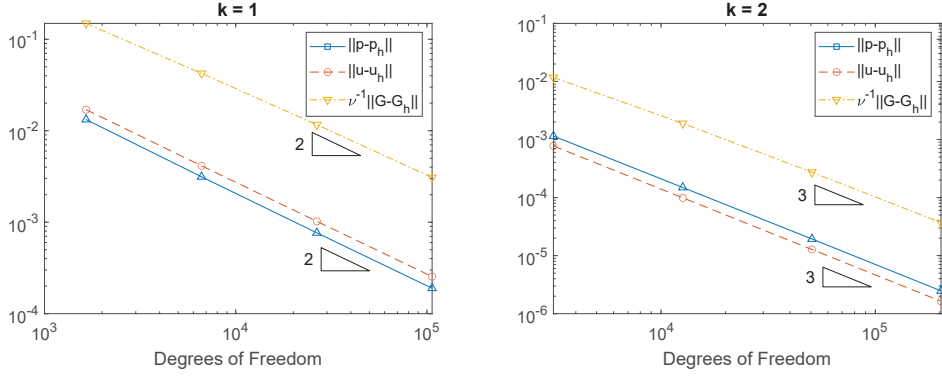 k = 1
10^-1
10^-2
10^-3
10^-4
10^3
10^4
10^5
Degrees of Freedom
||p-p_h||
||u-u_h||
ν^-1||G-G_h||
2
2
k = 2
10^-1
10^-2
10^-3
10^-4
10^-5
10^-6
10^4
10^5
Degrees of Freedom
||p-p_h||
||u-u_h||
ν^-1||G-G_h||
3
3